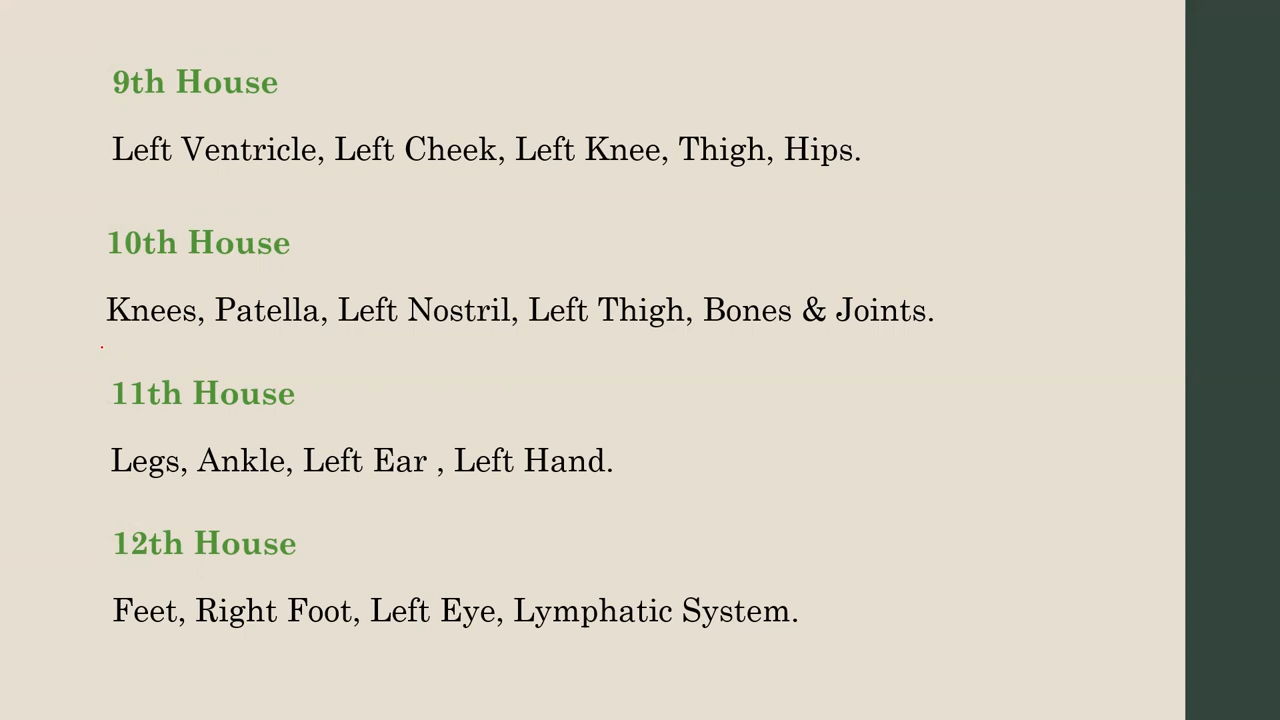 9th House
Left Ventricle, Left Cheek, Left Knee, Thigh, Hips.
10th House
Knees, Patella, Left Nostril, Left Thigh, Bones & Joints.
11th House
Legs, Ankle, Left Ear , Left Hand.
12th House
Feet, Right Foot, Left Eye, Lymphatic System.